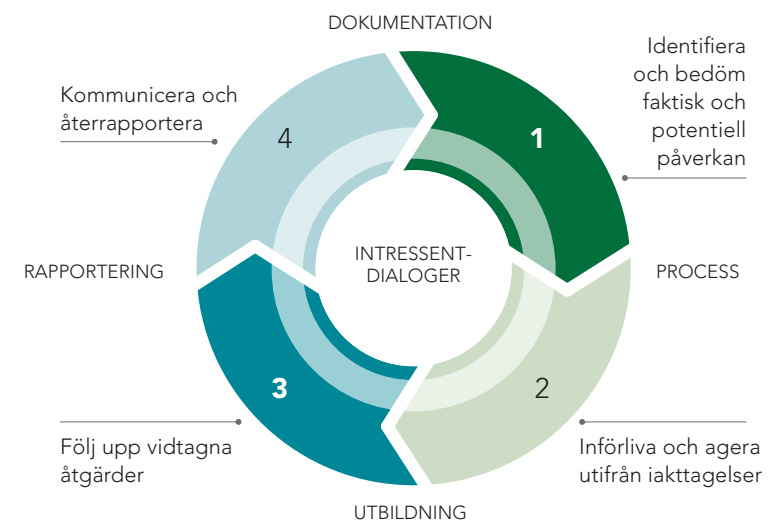 DOKUMENTATION
Identifiera
och bedöm
faktisk och
potentiell
påverkan
Kommunicera och
återrapportera
4
1
INTRESSENT-
DIALOGER
RAPPORTERING
PROCESS
3
2
Följ upp vidtagna
åtgärder
Införliva och agera
utifrån iakttagelser
UTBILDNING